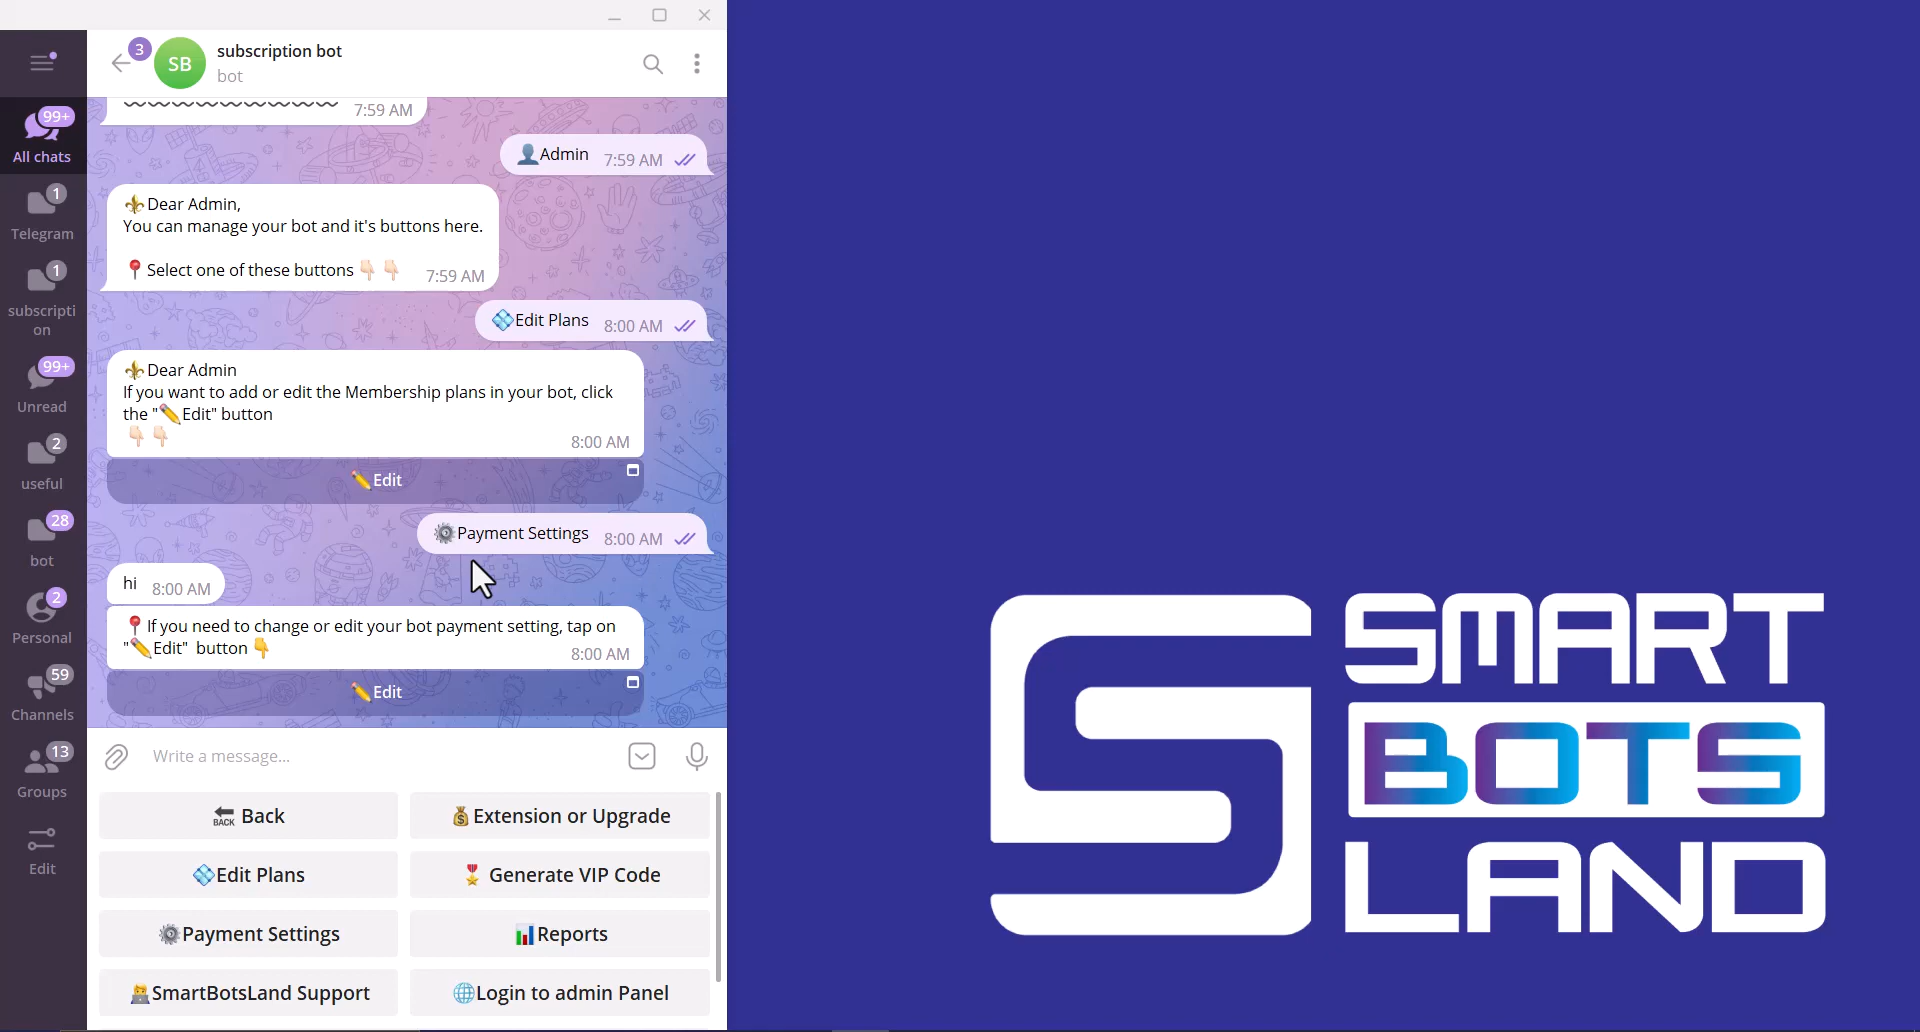 3
SB
subscription bot
bot
99+
All chats
1
Telegram
1
subscripti
on
99+
Unread
2
useful
28
bot
2
Personal
59
Channels
13
Groups
Edit
7:59 AM
👤Admin 7:59 AM
⚜️Dear Admin,
You can manage your bot and it's buttons here.
📍Select one of these buttons👇🏻👇🏻 7:59 AM
💠Edit Plans 8:00 AM
⚜️Dear Admin
If you want to add or edit the Membership plans in your bot, click
the "✏️Edit" button
👇🏻👇🏻 8:00 AM
✏️Edit
⚙️Payment Settings 8:00 AM
hi 8:00 AM
📍If you need to change or edit your bot payment setting, tap on
"✏️Edit" button👇 8:00 AM
✏️Edit
Write a message...
🔙 Back
💰Extension or Upgrade
💠Edit Plans
🎖 Generate VIP Code
⚙️Payment Settings
📊Reports
👨‍💻SmartBotsLand Support
🌐Login to admin Panel
SMART
BOTS
LAND